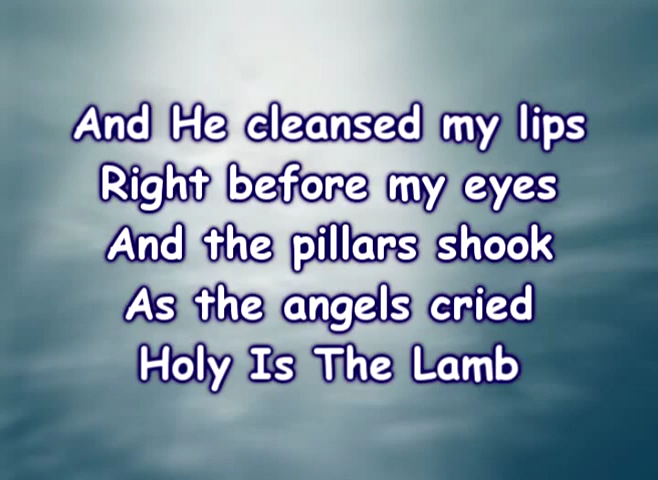 And He cleansed my lips
Right before my eyes
And the pillars shook
As the angels cried
Holy Is The Lamb